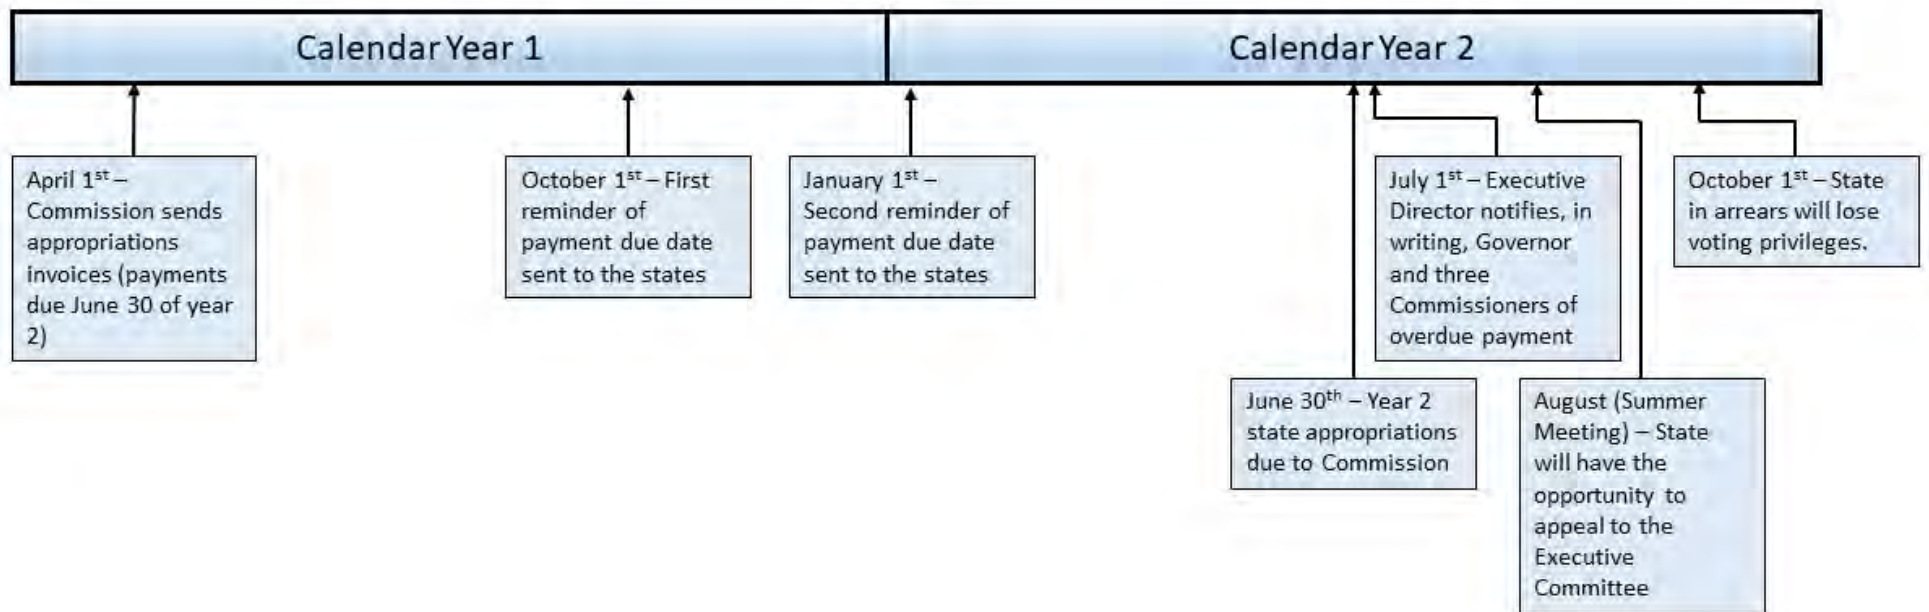 Calendar Year 1
Calendar Year 2
April 1st –
Commission sends
appropriations
invoices (payments
due June 30 of year
2)
October 1st – First
reminder of
payment due date
sent to the states
January 1st –
Second reminder of
payment due date
sent to the states
July 1st – Executive
Director notifies, in
writing, Governor
and three
Commissioners of
overdue payment
October 1st – State
in arrears will lose
voting privileges.
June 30th – Year 2
state appropriations
due to Commission
August (Summer
Meeting) – State
will have the
opportunity to
appeal to the
Executive
Committee